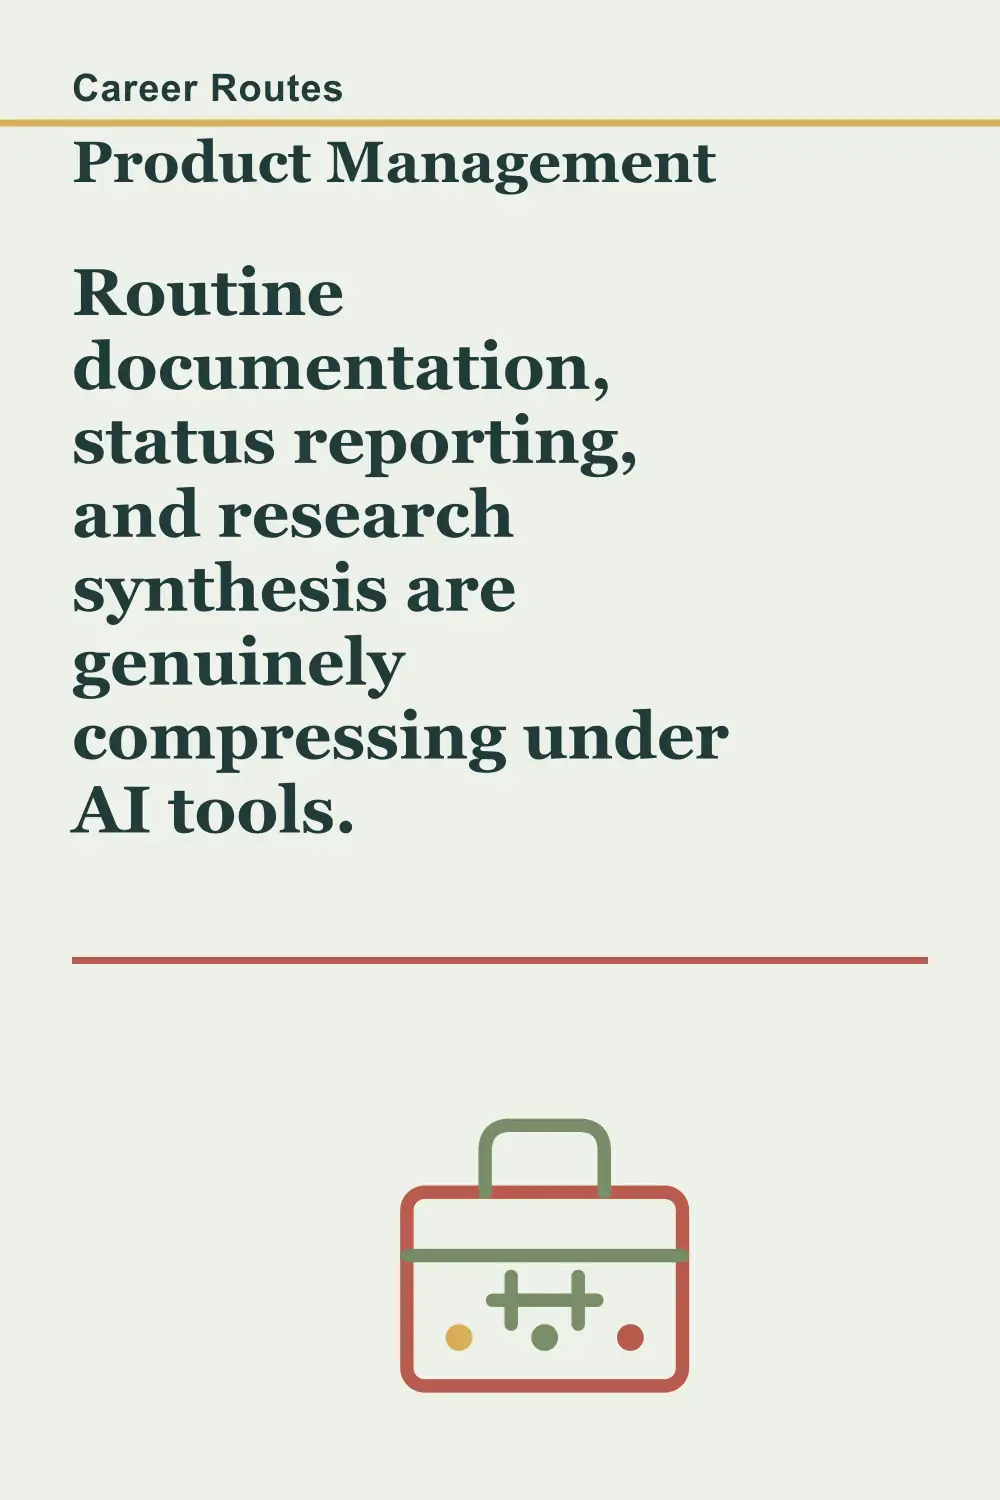 Career Routes
Product Management
Routine
documentation,
status reporting,
and research
synthesis are
genuinely
compressing under
AI tools.